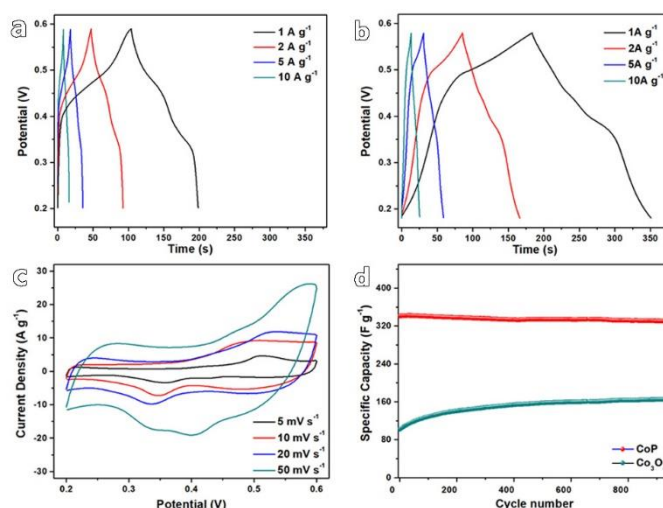 a
Potential (V)
0.6
0.5
0.4
0.3
0.2
1 A g⁻¹
2 A g⁻¹
5 A g⁻¹
10 A g⁻¹
0 50 100 150 200 250 300 350
Time (s)
b
Potential (V)
0.6
0.5
0.4
0.3
0.2
1A g⁻¹
2A g⁻¹
5A g⁻¹
10A g⁻¹
0 50 100 150 200 250 300 350
Time (s)
c
Current Density (A g⁻¹)
30
20
10
0
-10
-20
-30
5 mV s⁻¹
10 mV s⁻¹
20 mV s⁻¹
50 mV s⁻¹
0.2 0.3 0.4 0.5 0.6
Potential (V)
d
Specific Capacity (F g⁻¹)
400
320
240
160
80
0
CoP
Co₃O
0 200 400 600 800
Cycle number